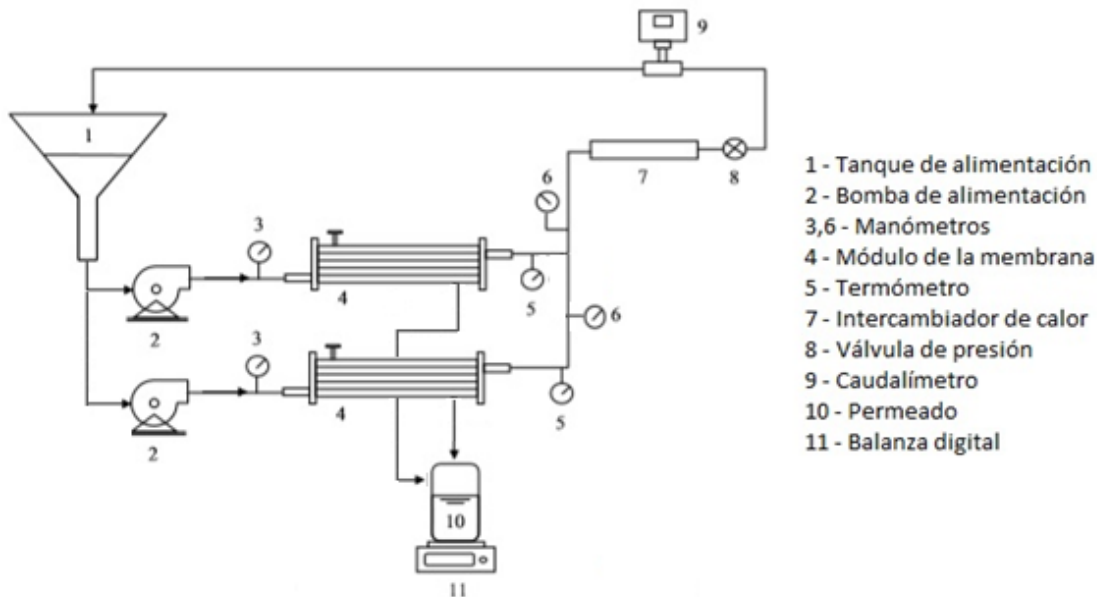 9
1
6
7
8
3
4
5
2
6
3
4
5
2
10
11
1 - Tanque de alimentación
2 - Bomba de alimentación
3,6 - Manómetros
4 - Módulo de la membrana
5 - Termómetro
7 - Intercambiador de calor
8 - Válvula de presión
9 - Caudalímetro
10 - Permeado
11 - Balanza digital